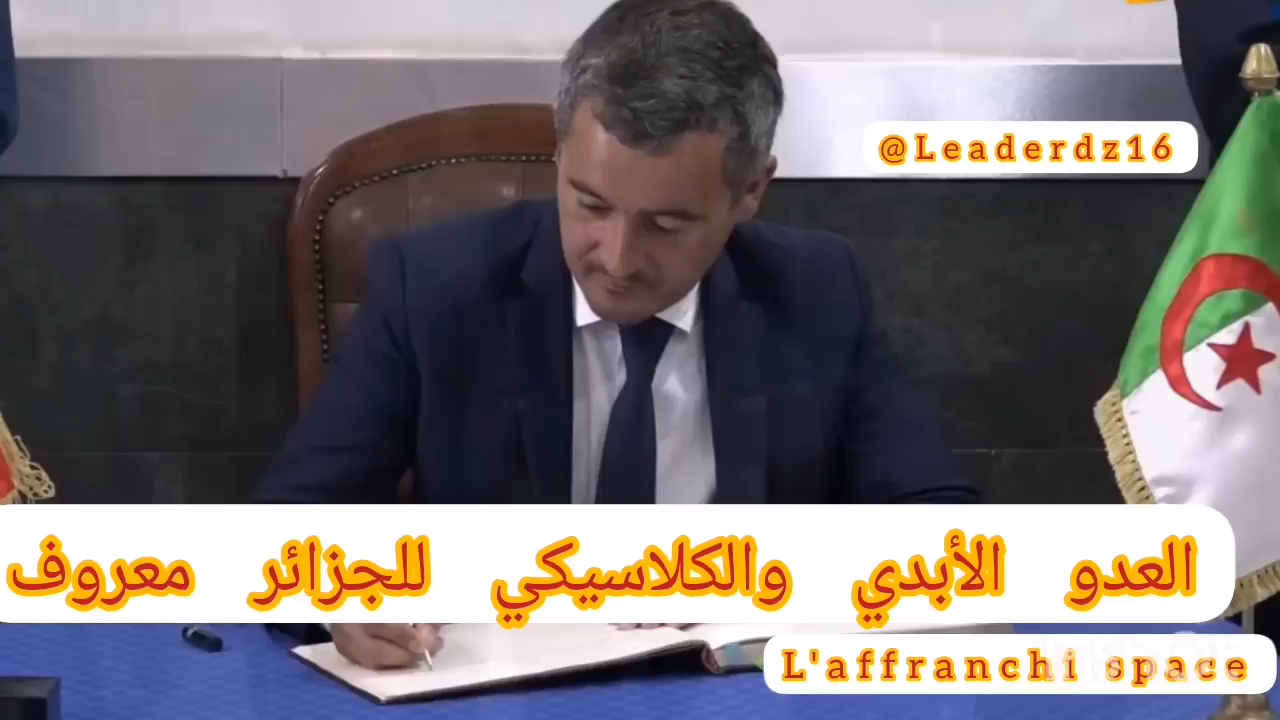 @Leaderdz16
العدو الأبدي والكلاسيكي للجزائر معروف
L'affranchi space